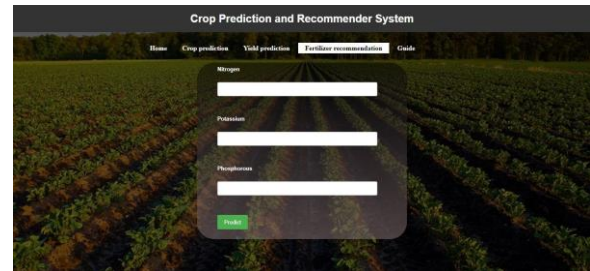 Crop Prediction and Recommender System
Home Crop prediction Yield prediction Fertilizer recommendation Guide
Nitrogen
Potassium
Phosphorous
Predict